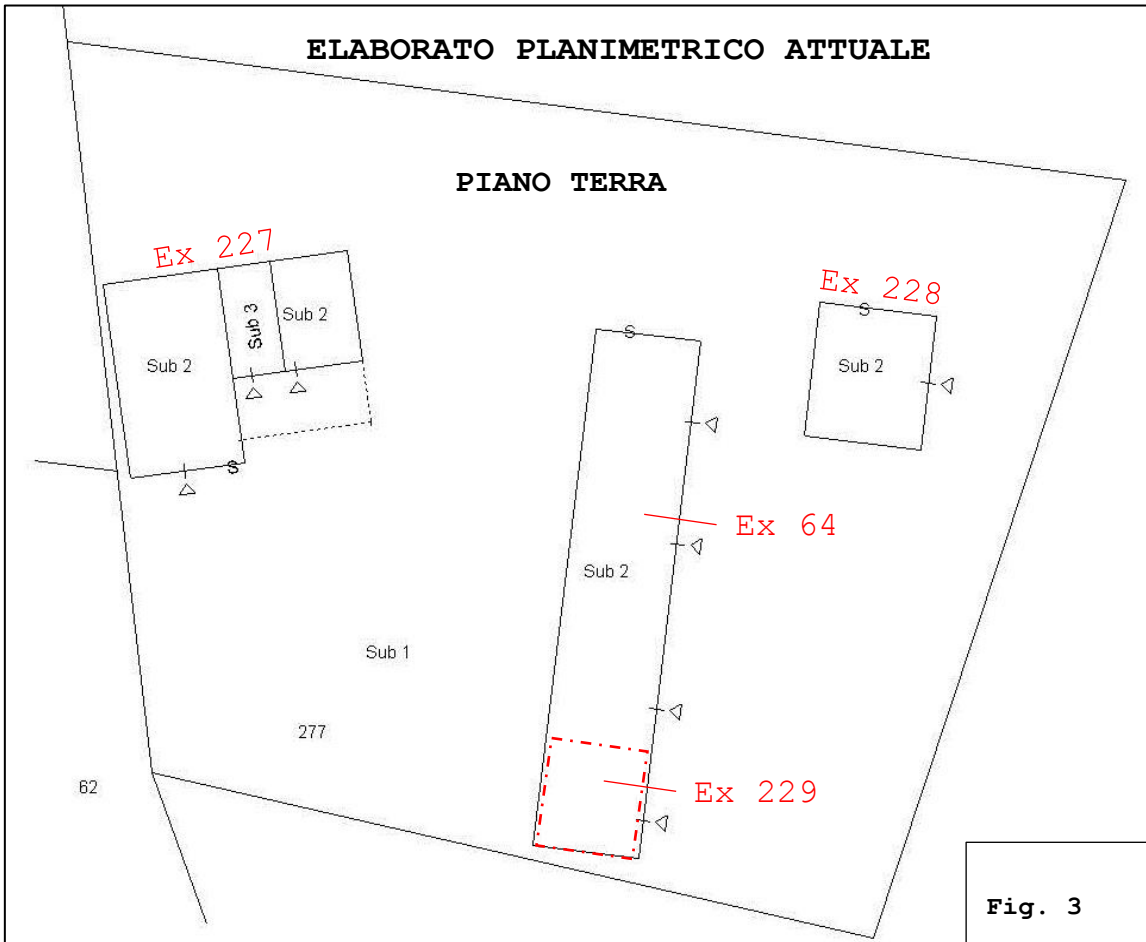 ELABORATO PLANIMETRICO ATTUALE
PIANO TERRA
Ex 227
Sub 2
Sub 3
Sub 2
S
S
Ex 228
S
Sub 2
Ex 64
Sub 2
Sub 1
277
62
Ex 229
Fig. 3